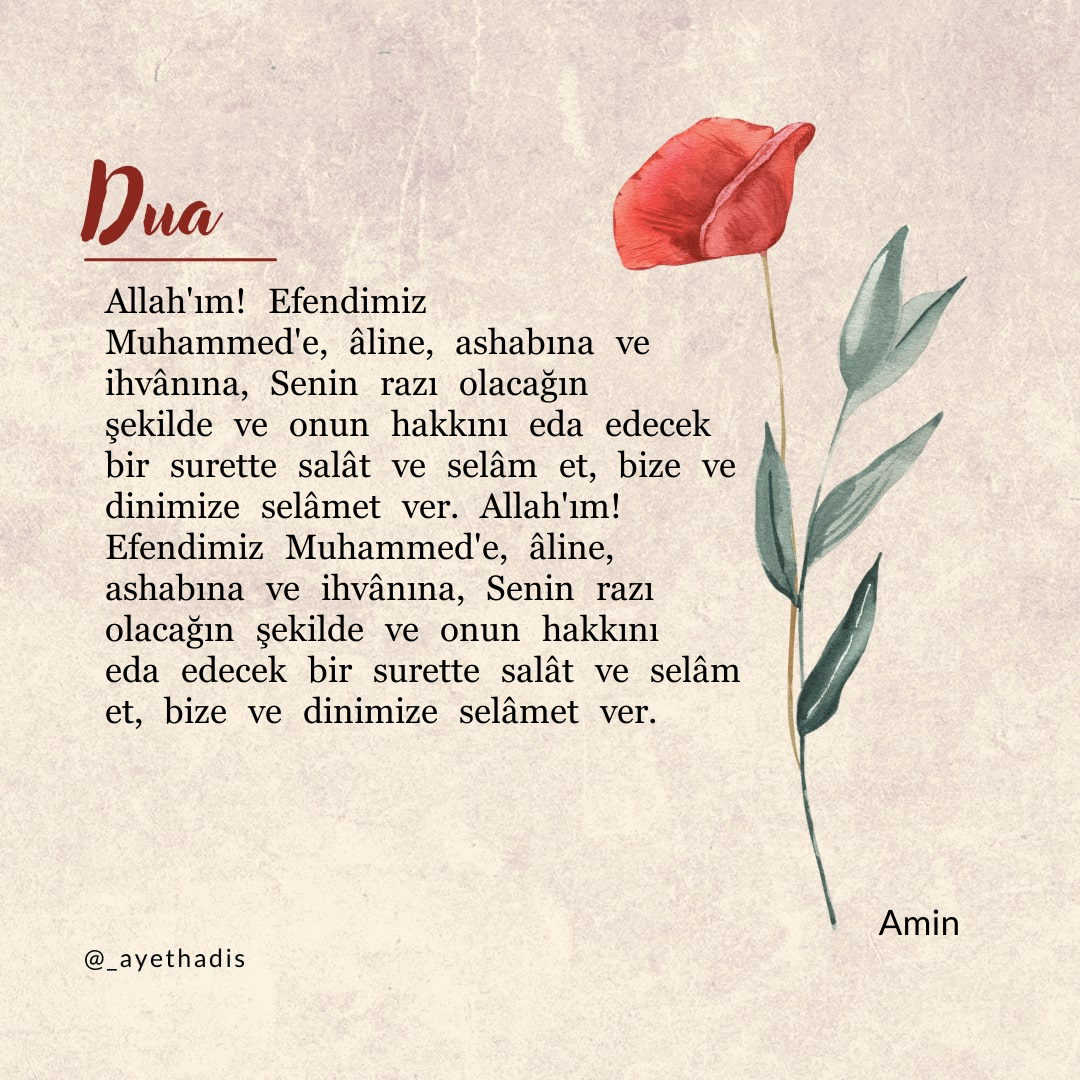 Dua
Allah'ım! Efendimiz
Muhammed'e, âline, ashabına ve
ihvânına, Senin razı olacağın
şekilde ve onun hakkını eda edecek
bir surette salât ve selâm et, bize ve
dinimize selâmet ver. Allah'ım!
Efendimiz Muhammed'e, âline,
ashabına ve ihvânına, Senin razı
olacağın şekilde ve onun hakkını
eda edecek bir surette salât ve selâm
et, bize ve dinimize selâmet ver.
Amin
@_ayethadis